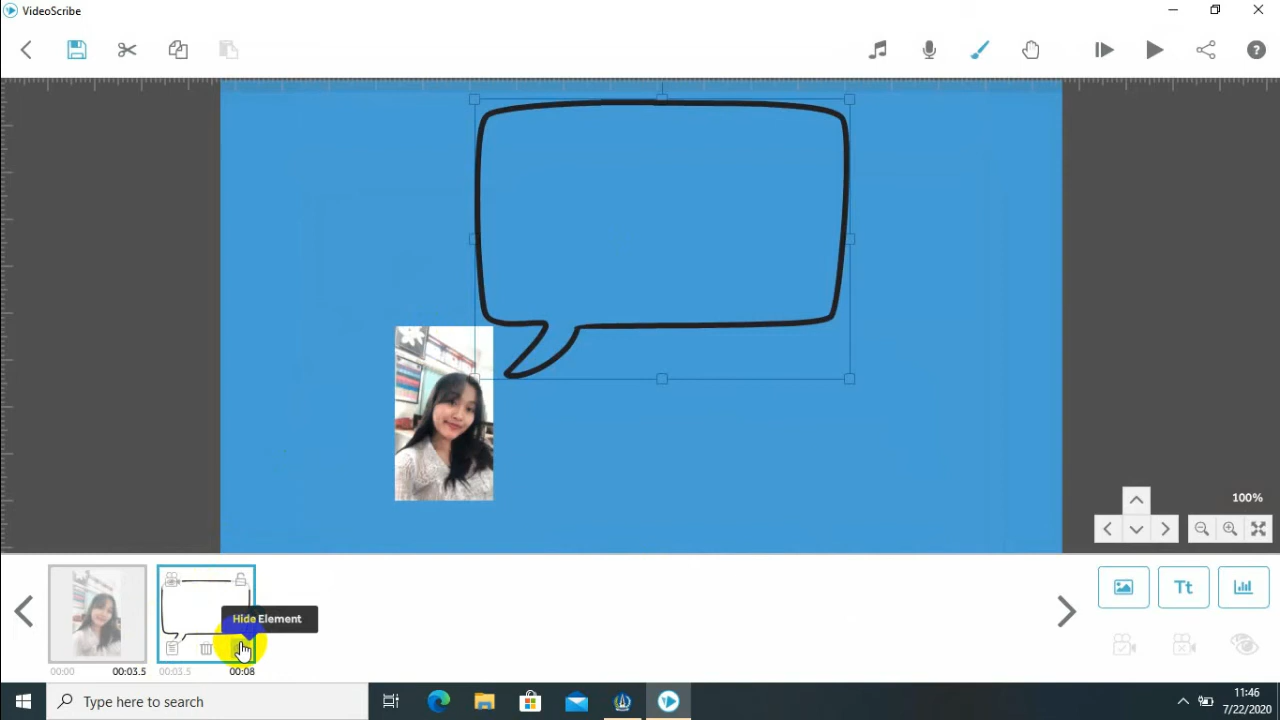 VideoScribe
100%
Tt
Hide Element
00:00
00:03.5
00:03.5
00:08
Type here to search
11:46
7/22/2020